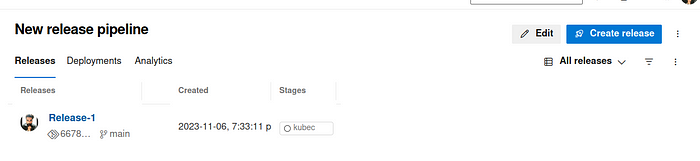 New release pipeline
Edit
Create release
Releases Deployments Analytics
All releases
Releases Created Stages
Release-1
6678... main
2023-11-06, 7:33:11 p
kubec